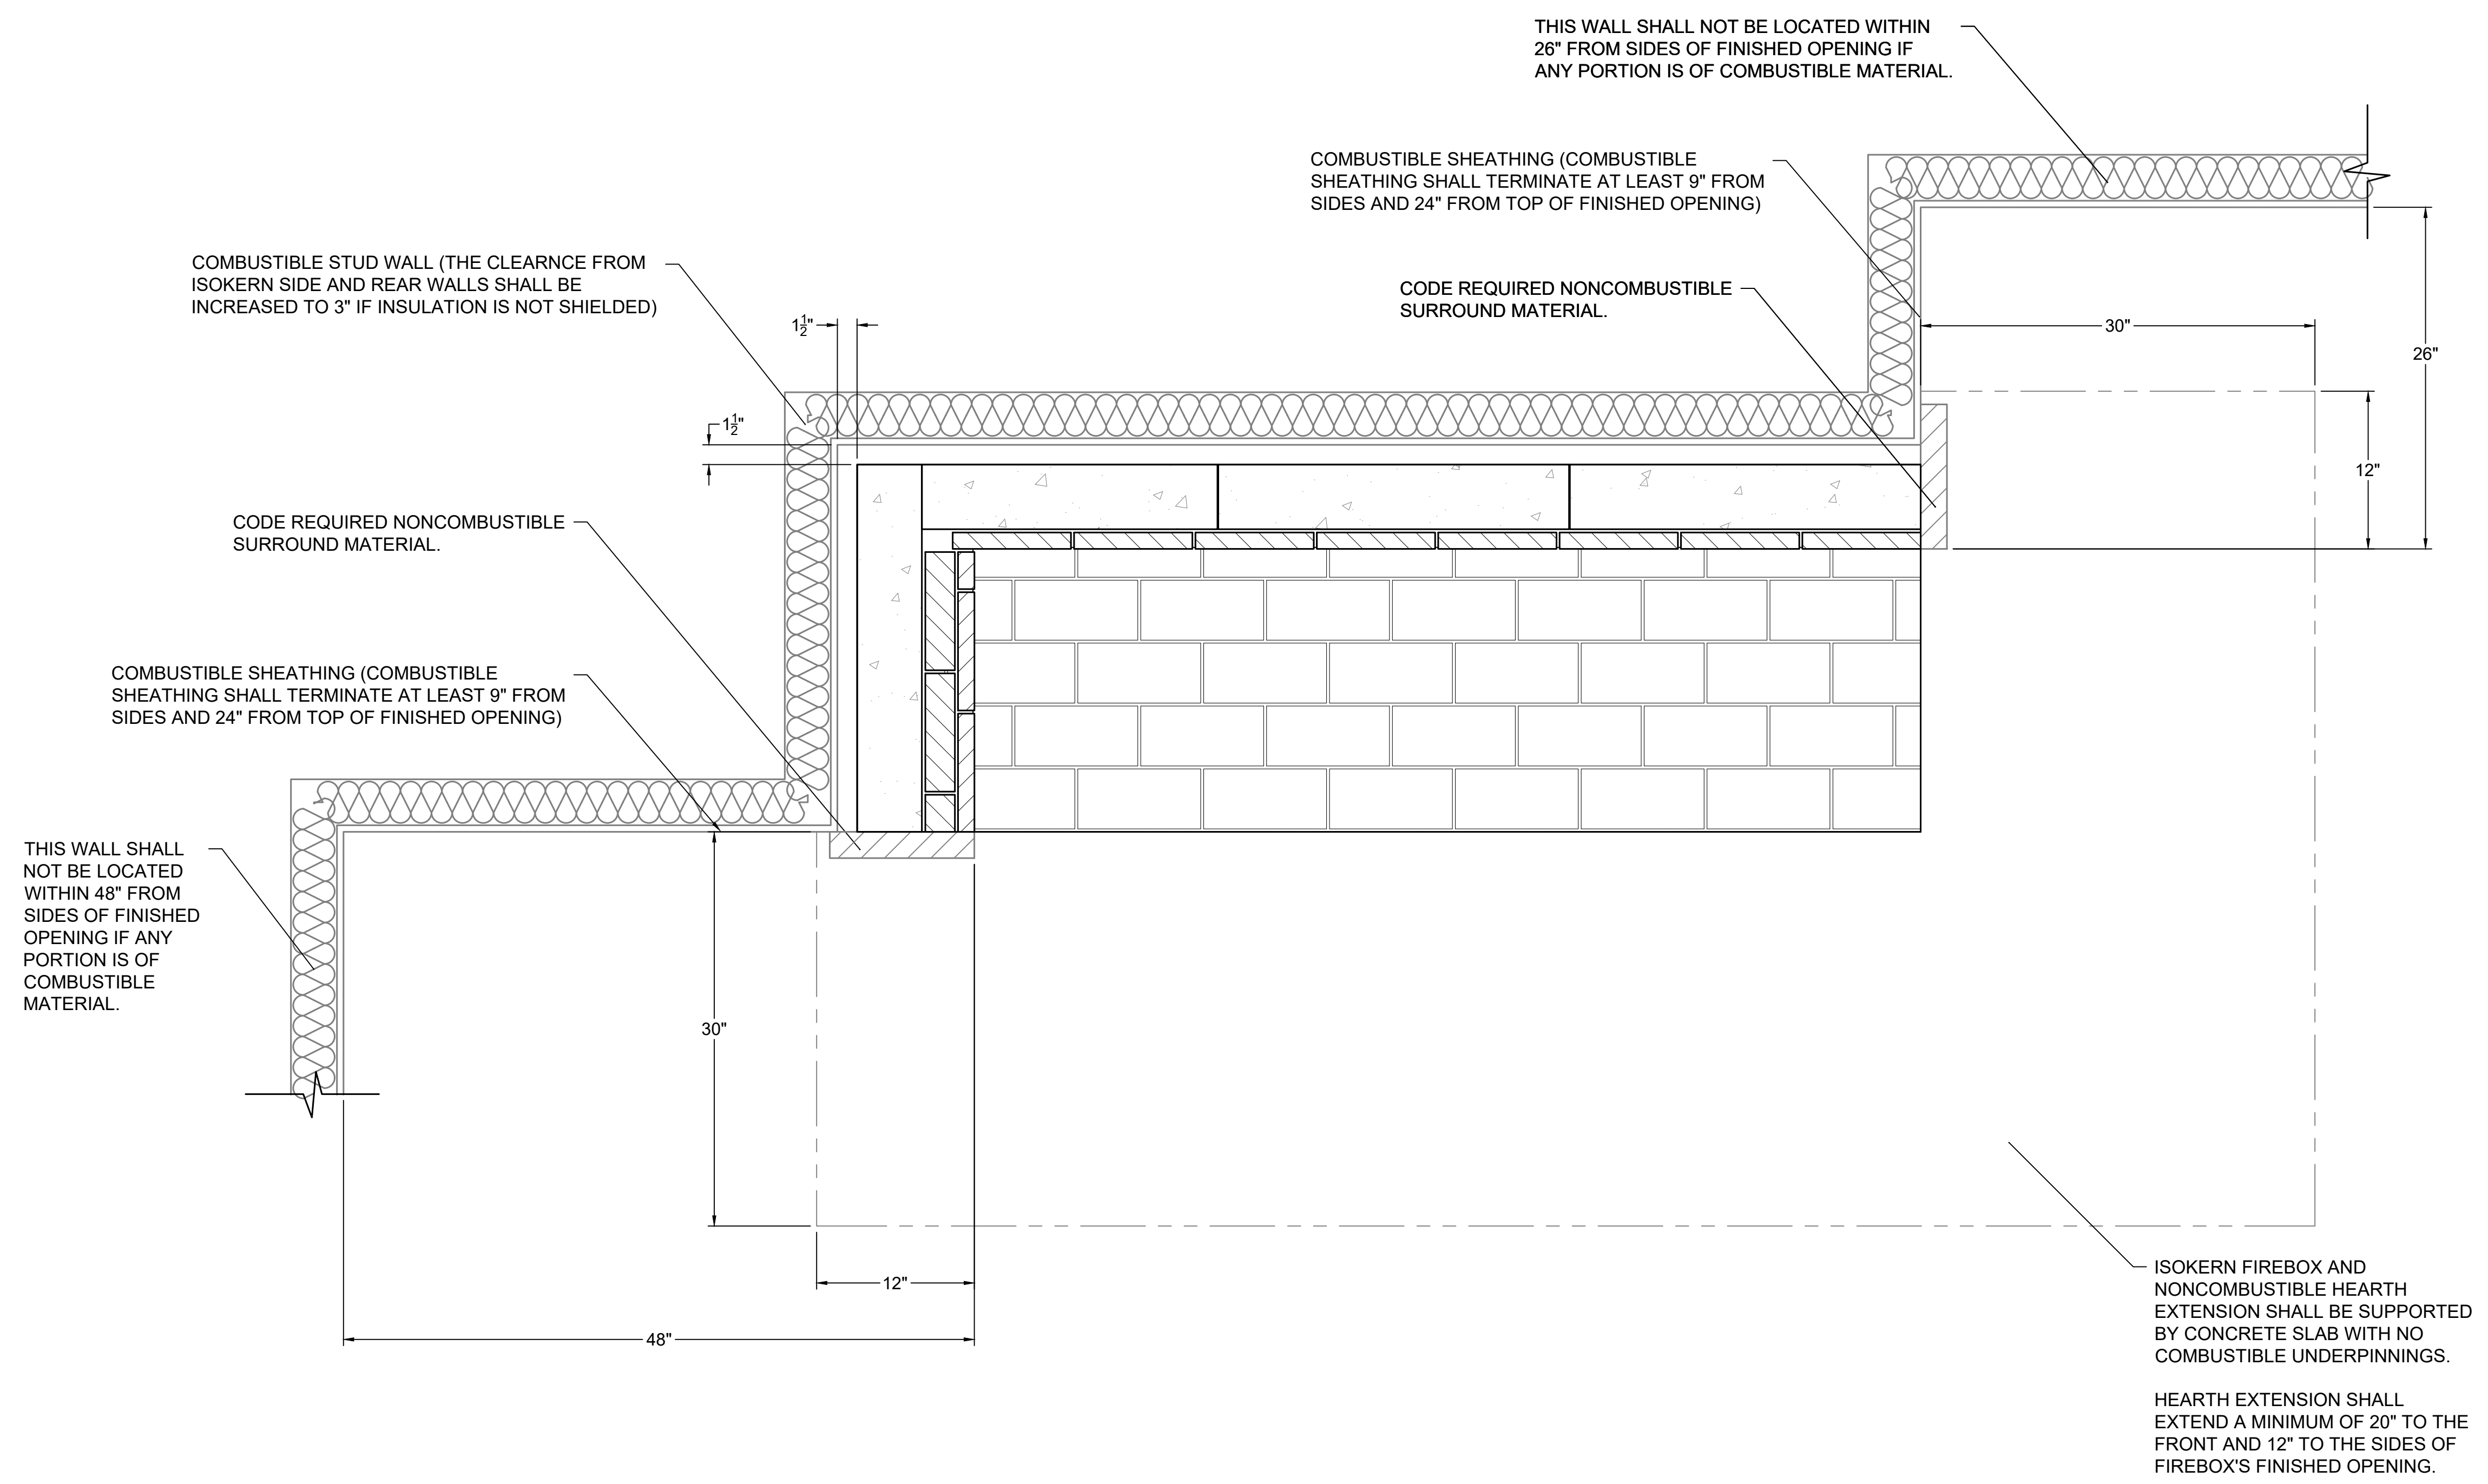 THIS WALL SHALL NOT BE LOCATED WITHIN
26" FROM SIDES OF FINISHED OPENING IF
ANY PORTION IS OF COMBUSTIBLE MATERIAL.
COMBUSTIBLE SHEATHING (COMBUSTIBLE
SHEATHING SHALL TERMINATE AT LEAST 9" FROM
SIDES AND 24" FROM TOP OF FINISHED OPENING)
COMBUSTIBLE STUD WALL (THE CLEARNCE FROM
ISOKERN SIDE AND REAR WALLS SHALL BE
INCREASED TO 3" IF INSULATION IS NOT SHIELDED)
CODE REQUIRED NONCOMBUSTIBLE
SURROUND MATERIAL.
1 1/2"
30"
26"
1 1/2"
12"
CODE REQUIRED NONCOMBUSTIBLE
SURROUND MATERIAL.
COMBUSTIBLE SHEATHING (COMBUSTIBLE
SHEATHING SHALL TERMINATE AT LEAST 9" FROM
SIDES AND 24" FROM TOP OF FINISHED OPENING)
THIS WALL SHALL
NOT BE LOCATED
WITHIN 48" FROM
SIDES OF FINISHED
OPENING IF ANY
PORTION IS OF
COMBUSTIBLE
MATERIAL.
30"
12"
48"
ISOKERN FIREBOX AND
NONCOMBUSTIBLE HEARTH
EXTENSION SHALL BE SUPPORTED
BY CONCRETE SLAB WITH NO
COMBUSTIBLE UNDERPINNINGS.
HEARTH EXTENSION SHALL
EXTEND A MINIMUM OF 20" TO THE
FRONT AND 12" TO THE SIDES OF
FIREBOX'S FINISHED OPENING.